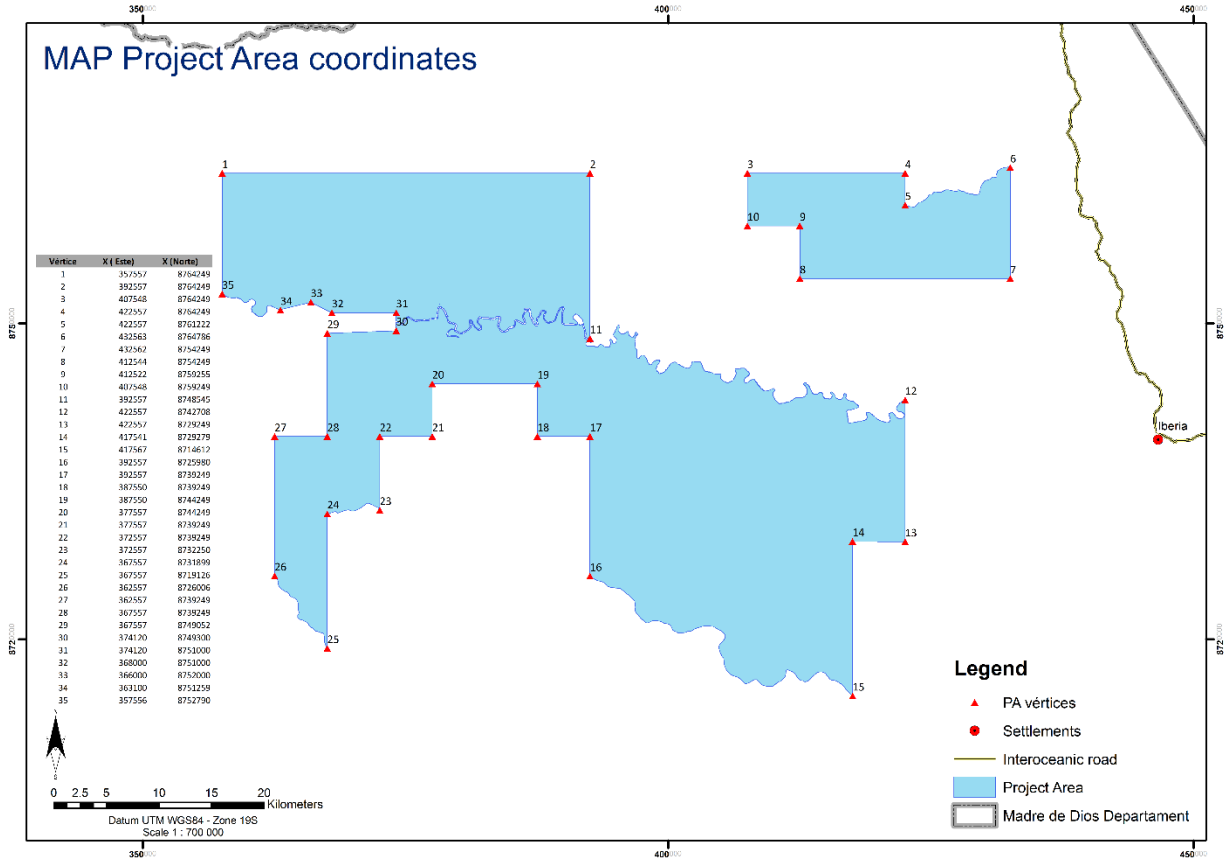 350000 400000 450000
MAP Project Area coordinates
1 2 3 4 6
5
10 9
8 7
Vértice X ( Este) X (Norte)
1 357557 8764249
2 392557 8764249
3 407548 8764249
4 422557 8764249
5 422557 8761222
6 432563 8764786
7 432562 8754249
8 412544 8754249
9 412522 8759255
10 407548 8759249
11 392557 8748545
12 422557 8742708
13 422557 8729249
14 417541 8729279
15 417567 8714612
16 392557 8725980
17 392557 8739249
18 387550 8739249
19 387550 8744249
20 377557 8744249
21 377557 8739249
22 372557 8739249
23 372557 8732250
24 367557 8731899
25 367557 8719126
26 362557 8726006
27 362557 8739249
28 367557 8739249
29 367557 8749052
30 374120 8749300
31 374120 8751000
32 368000 8751000
33 366000 8752000
34 363100 8751259
35 357556 8752790
35 34 33 32 31
29 30 11
875 0000 875 0000
20 19 12
27 28 22 21 18 17
Iberia
24 23 14 13
26 16
25 15
872 0000 872 0000
0 2.5 5 10 15 20
Kilometers
Datum UTM WGS84 - Zone 19S
Scale 1 : 700 000
Legend
PA vértices
Settlements
Interoceanic road
Project Area
Madre de Dios Departament
350000 400000 450000